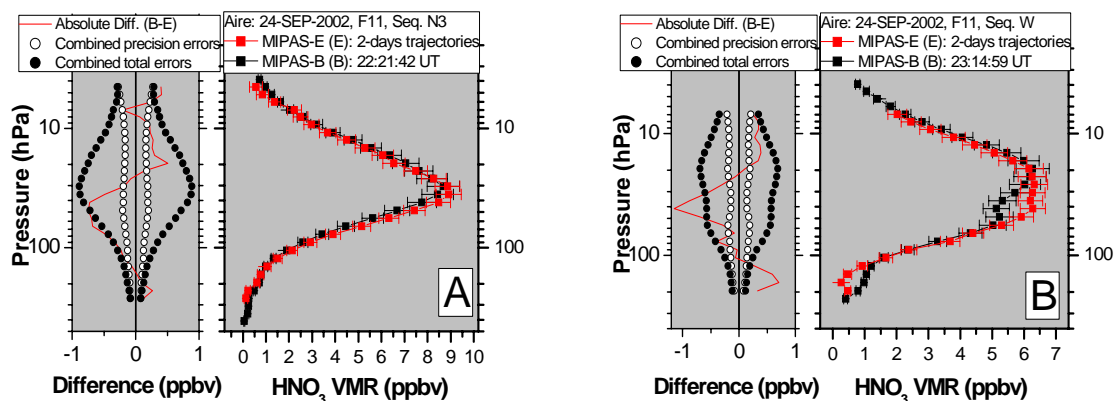 Absolute Diff. (B-E)
Combined precision errors
Combined total errors
Aire: 24-SEP-2002, F11, Seq. N3
MIPAS-E (E): 2-days trajectories
MIPAS-B (B): 22:21:42 UT
Pressure (hPa)
10
100
10
100
A
-1 0 1
0 1 2 3 4 5 6 7 8 9 10
Difference (ppbv)
HNO3 VMR (ppbv)
Absolute Diff. (B-E)
Combined precision errors
Combined total errors
Aire: 24-SEP-2002, F11, Seq. W
MIPAS-E (E): 2-days trajectories
MIPAS-B (B): 23:14:59 UT
Pressure (hPa)
10
100
10
100
B
-1 0 1
0 1 2 3 4 5 6 7
Difference (ppbv)
HNO3 VMR (ppbv)